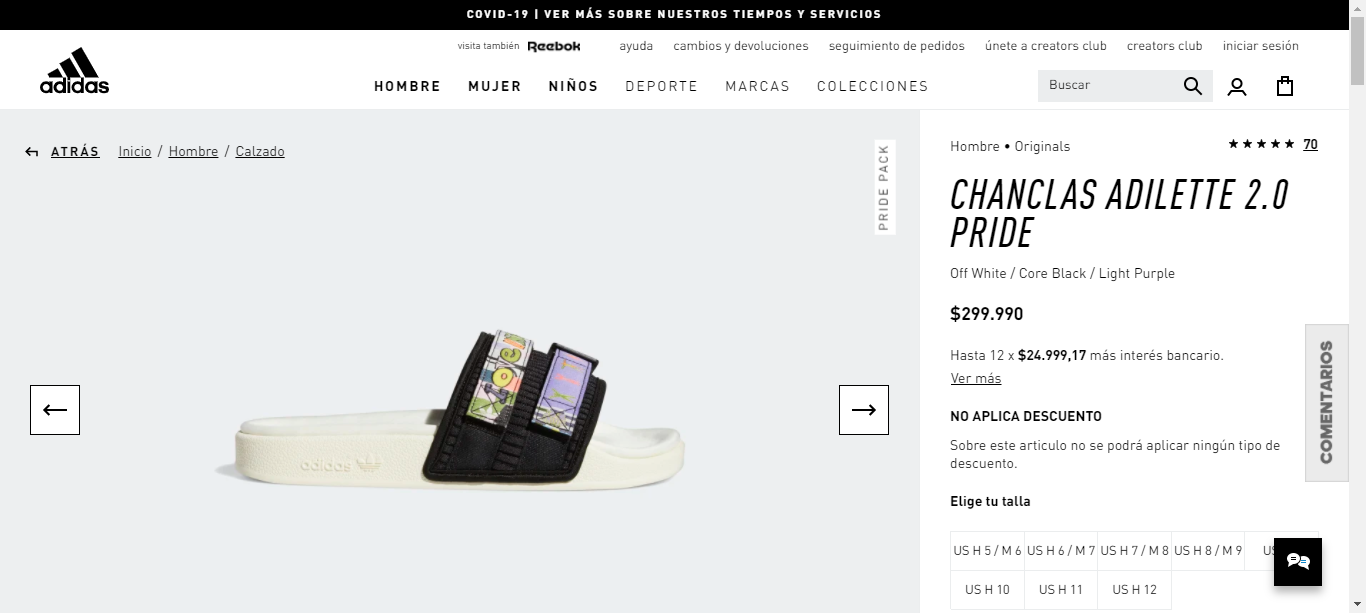 COVID-19 | VER MÁS SOBRE NUESTROS TIEMPOS Y SERVICIOS
visita también Reebok ayuda cambios y devoluciones seguimiento de pedidos únete a creators club creators club iniciar sesión
adidas
HOMBRE MUJER NIÑOS DEPORTE MARCAS COLECCIONES
Buscar
ATRÁS Inicio / Hombre / Calzado
PRIDE PACK
adidas
Hombre • Originals
70
CHANCLAS ADILETTE 2.0
PRIDE
Off White / Core Black / Light Purple
$299.990
Hasta 12 x $24.999,17 más interés bancario.
Ver más
NO APLICA DESCUENTO
Sobre este articulo no se podrá aplicar ningún tipo de
descuento.
COMENTARIOS
Elige tu talla
US H 5 / M 6 US H 6 / M 7 US H 7 / M 8 US H 8 / M 9
US H 10 US H 11 US H 12